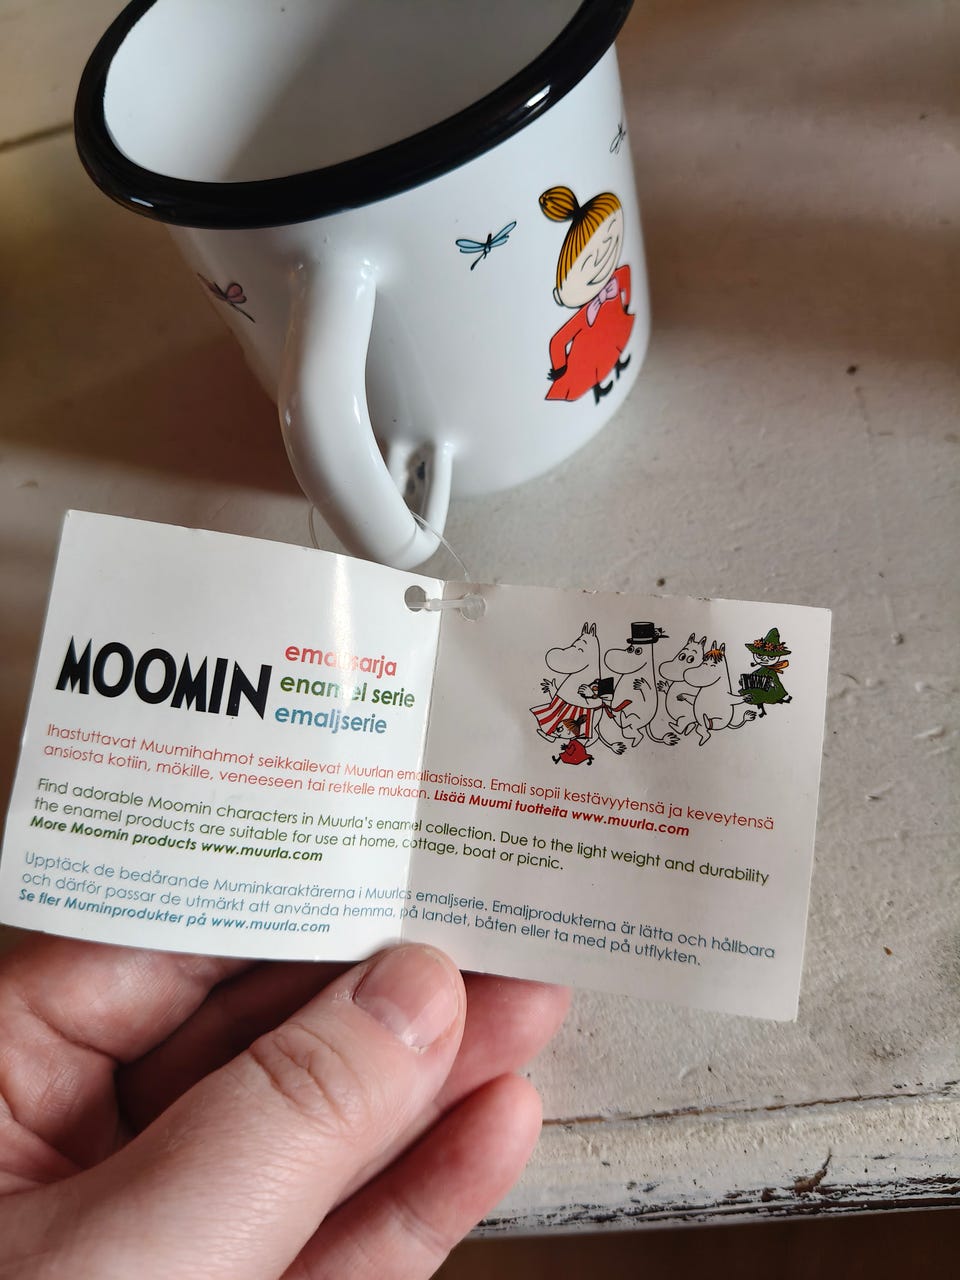 MOOMIN
emalisarja
enamel serie
emaljserie
Ihastuttavat Muumihahmot seikkailevat Muurlan emaliastioissa. Emali sopii kestävyytensä ja keveytensä
ansiosta kotiin, mökille, veneeseen tai retkelle mukaan. Lisää Muumi tuotteita www.muurla.com
Find adorable Moomin characters in Muurla's enamel collection. Due to the light weight and durability
the enamel products are suitable for use at home, cottage, boat or picnic.
More Moomin products www.muurla.com
Upptäck de bedårande Muminkaraktärerna i Muurlas emaljserie. Emaljprodukterna är lätta och hållbara
och därför passar de utmärkt att använda hemma, på landet, båten eller ta med på utflykten.
Se fler Muminprodukter på www.muurla.com